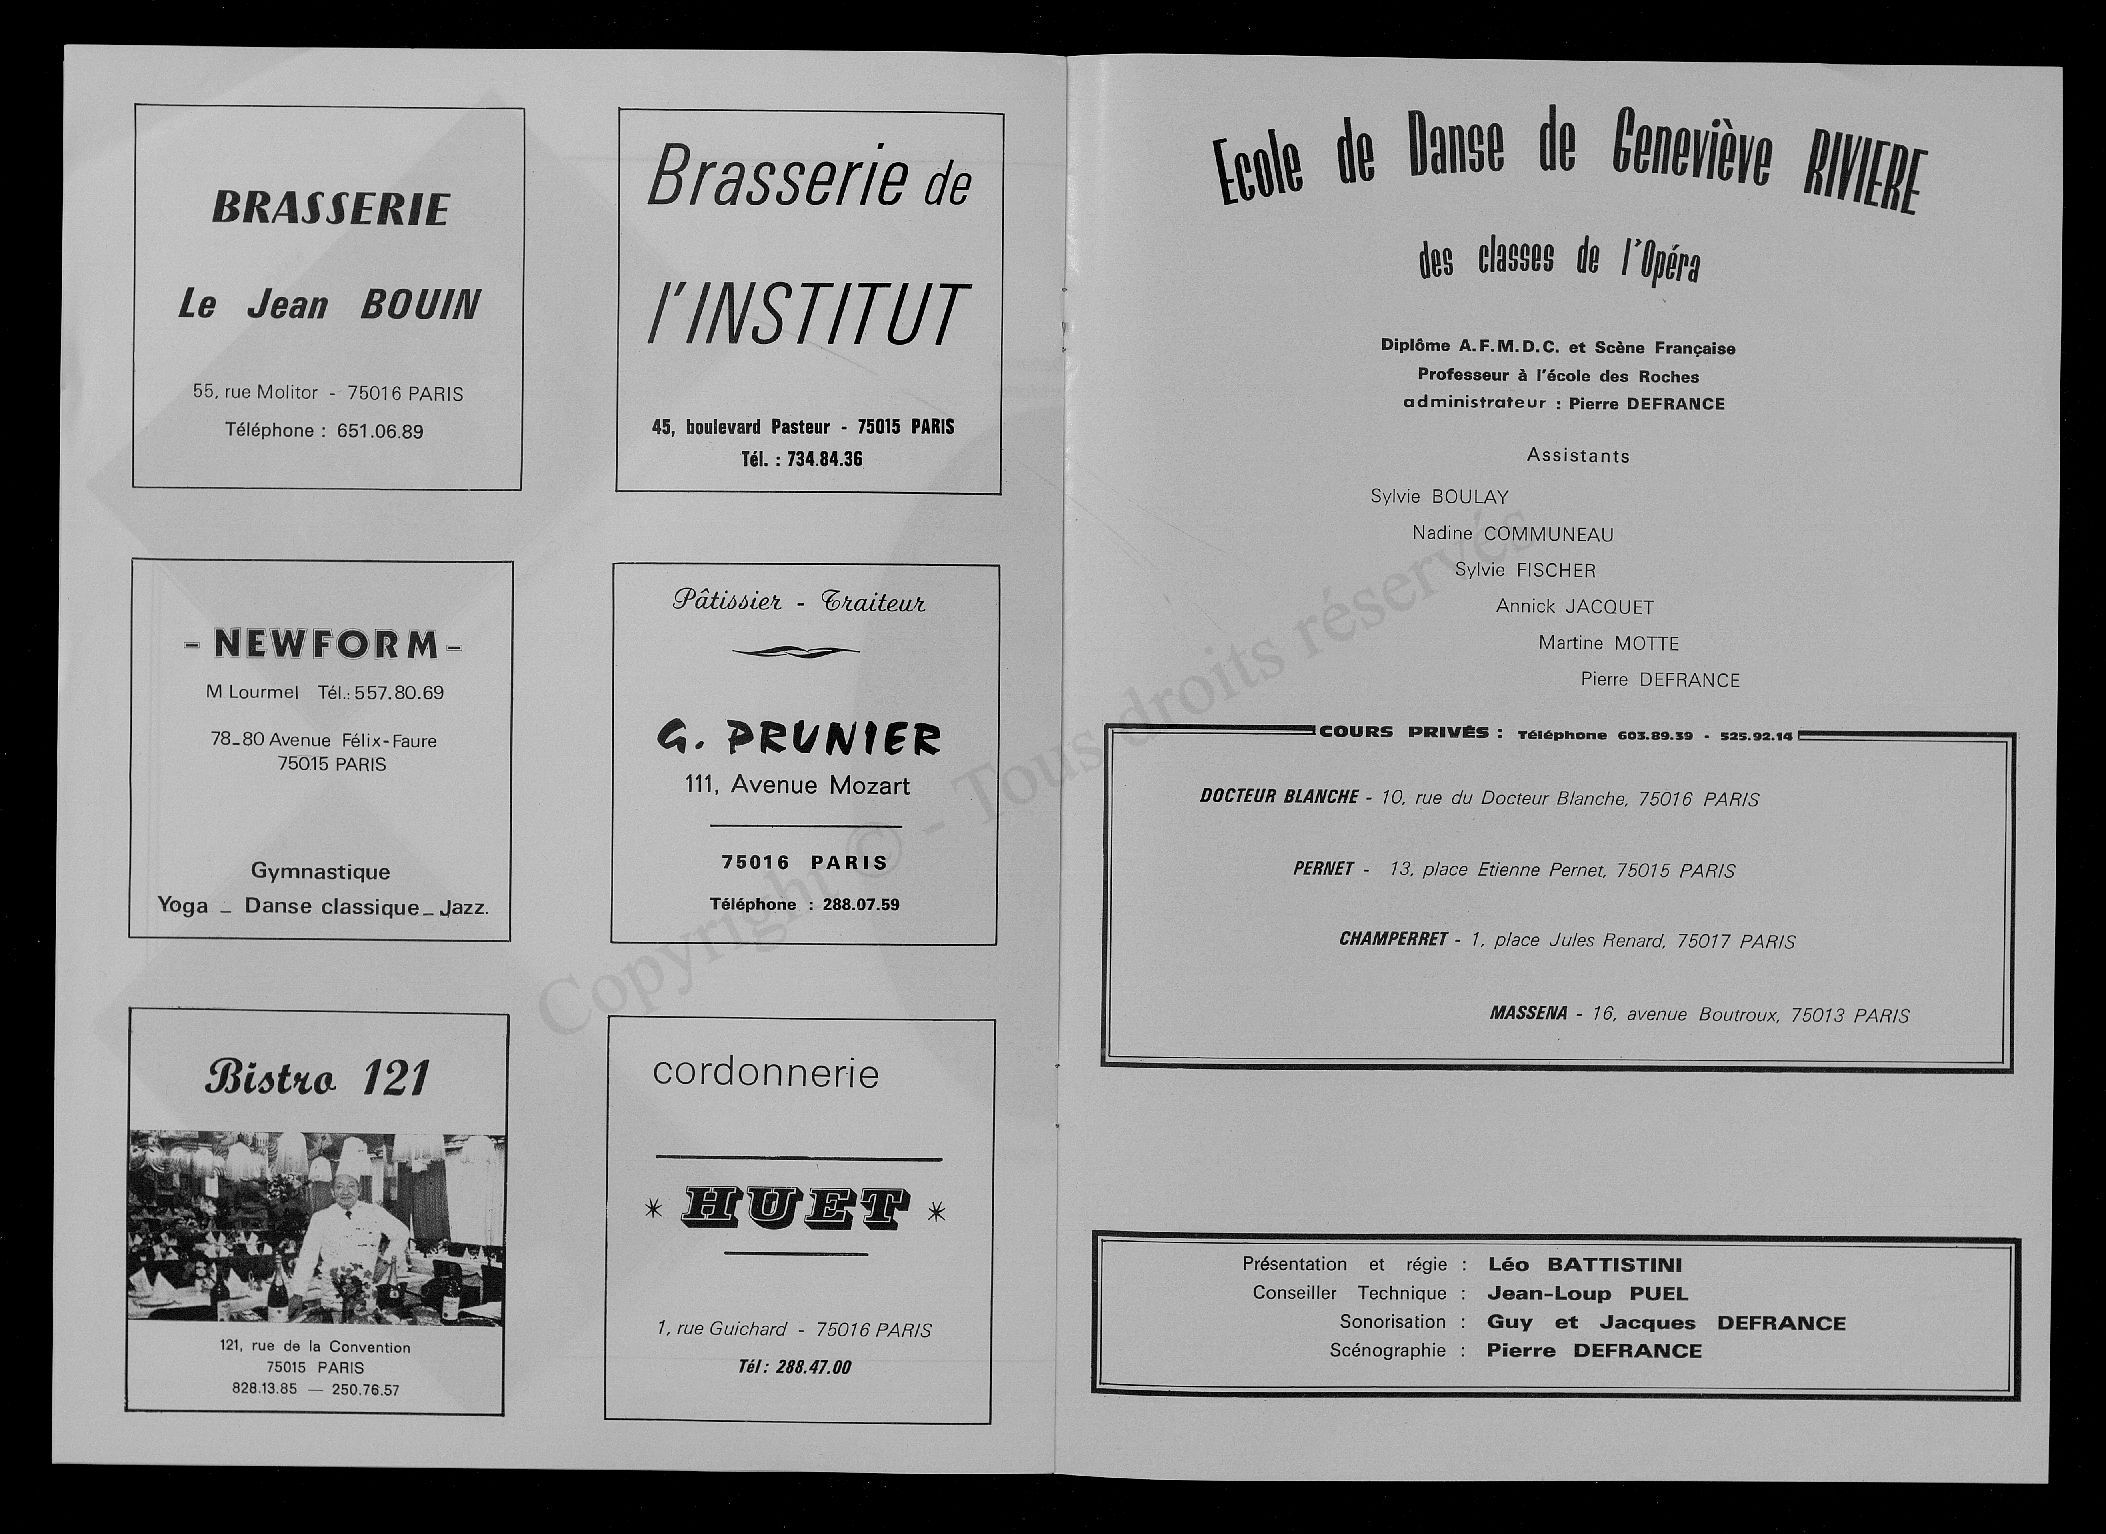 BRASSERIE
Le Jean BOUIN
55, rue Molitor - 75016 PARIS
Téléphone : 651.06.89
Brasserie de
l'INSTITUT
45, boulevard Pasteur - 75015 PARIS
Tél. : 734.84.36
- NEWFORM -
M Lourmel Tél.: 557.80.69
78_80 Avenue Félix-Faure
75015 PARIS
Gymnastique
Yoga _ Danse classique _ Jazz.
Pâtissier - Traiteur
G. PRUNIER
111, Avenue Mozart
75016 PARIS
Téléphone : 288.07.59
Bistro 121
121, rue de la Convention
75015 PARIS
828.13.85 — 250.76.57
cordonnerie
* HUET *
1, rue Guichard - 75016 PARIS
Tél : 288.47.00
Ecole de Danse de Geneviève RIVIERE
des classes de l'Opéra
Diplôme A.F.M.D.C. et Scène Française
Professeur à l'école des Roches
administrateur : Pierre DEFRANCE
Assistants
Sylvie BOULAY
Nadine COMMUNEAU
Sylvie FISCHER
Annick JACQUET
Martine MOTTE
Pierre DEFRANCE
COURS PRIVÉS : Téléphone 603.89.39 - 525.92.14
DOCTEUR BLANCHE - 10, rue du Docteur Blanche, 75016 PARIS
PERNET - 13, place Etienne Pernet, 75015 PARIS
CHAMPERRET - 1, place Jules Renard, 75017 PARIS
MASSENA - 16, avenue Boutroux, 75013 PARIS
Présentation et régie : Léo BATTISTINI
Conseiller Technique : Jean-Loup PUEL
Sonorisation : Guy et Jacques DEFRANCE
Scénographie : Pierre DEFRANCE
Copyright © - Tous droits réservés